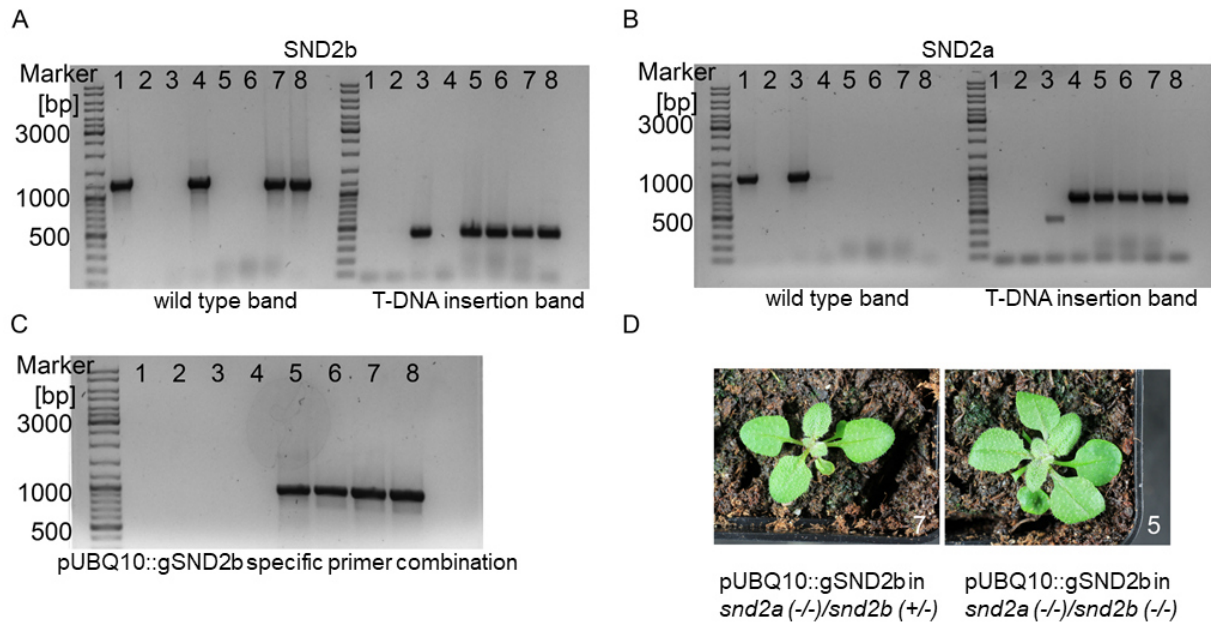 A
SND2b
Marker 1 2 3 4 5 6 7 8 1 2 3 4 5 6 7 8
[bp]
3000
1000
500
wild type band T-DNA insertion band
B
SND2a
Marker 1 2 3 4 5 6 7 8 1 2 3 4 5 6 7 8
[bp]
3000
1000
500
wild type band T-DNA insertion band
C
Marker 1 2 3 4 5 6 7 8
[bp]
3000
1000
500
pUBQ10::gSND2b specific primer combination
D
7
5
pUBQ10::gSND2b in
snd2a (-/-)/snd2b (+/-)
pUBQ10::gSND2b in
snd2a (-/-)/snd2b (-/-)